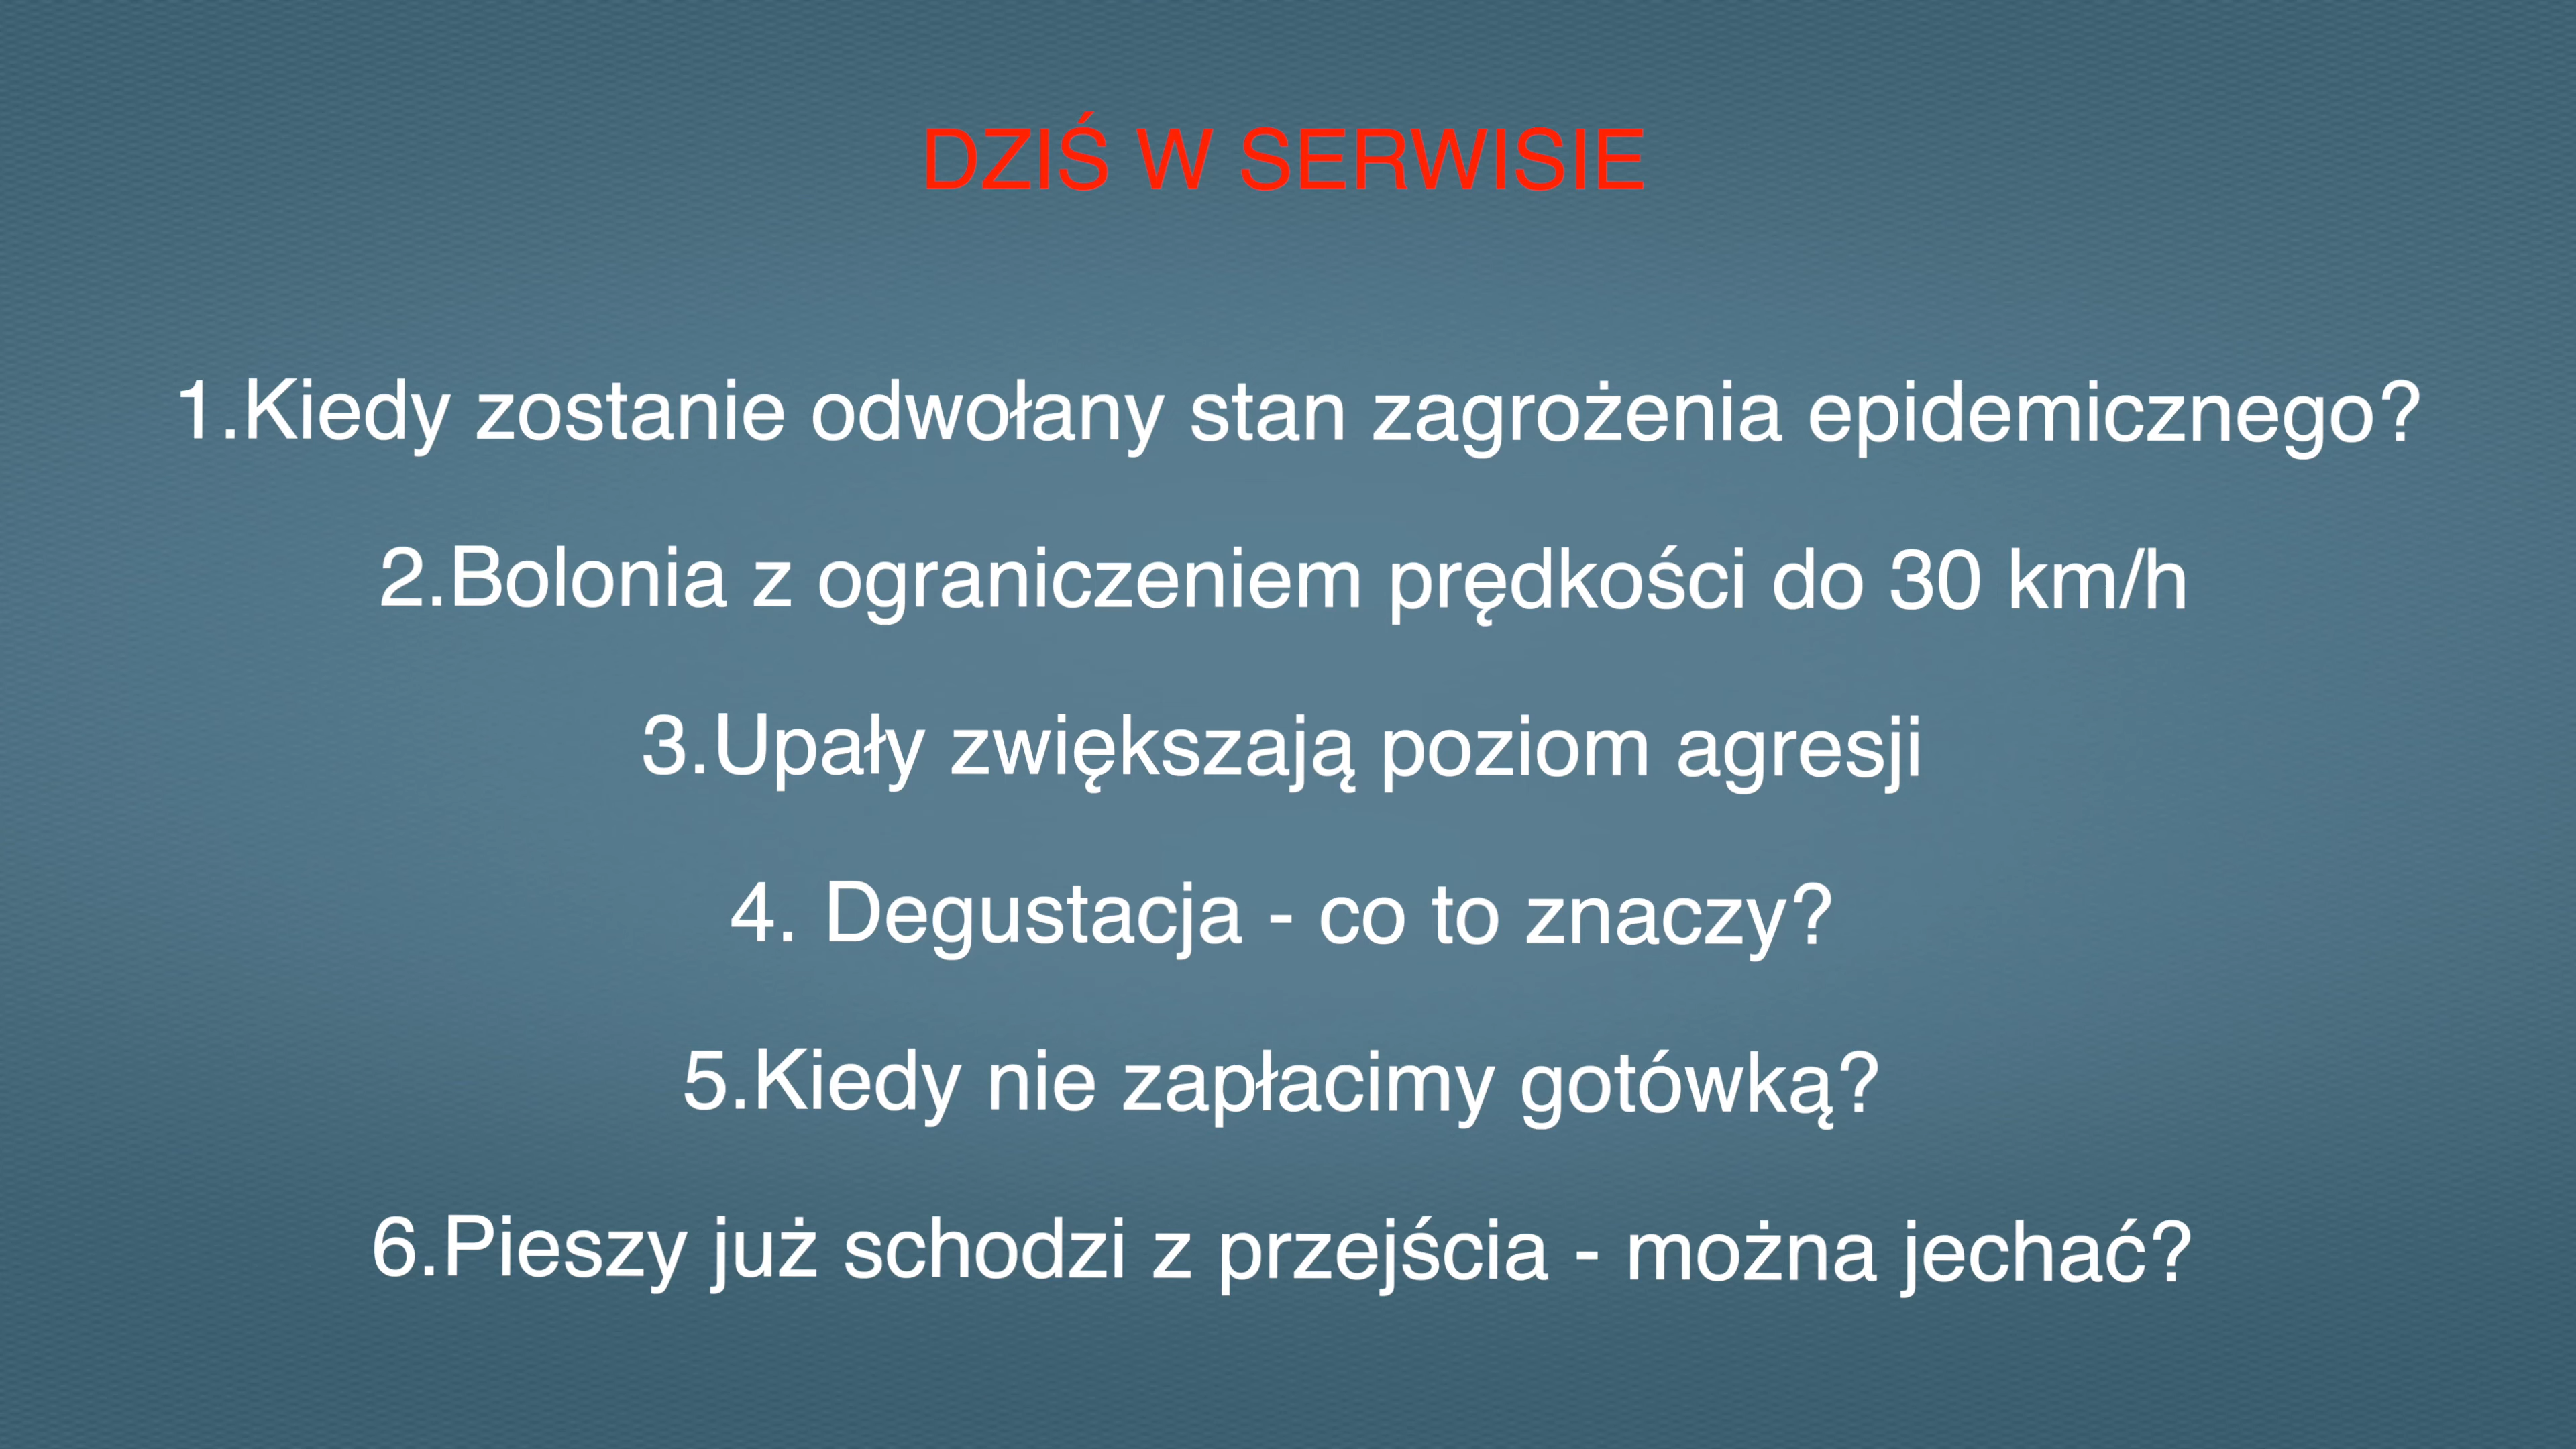 DZIŚ W SERWISIE
1.Kiedy zostanie odwołany stan zagrożenia epidemicznego?
2.Bolonia z ograniczeniem prędkości do 30 km/h
3.Upały zwiększają poziom agresji
4. Degustacja - co to znaczy?
5.Kiedy nie zapłacimy gotówką?
6.Pieszy już schodzi z przejścia - można jechać?